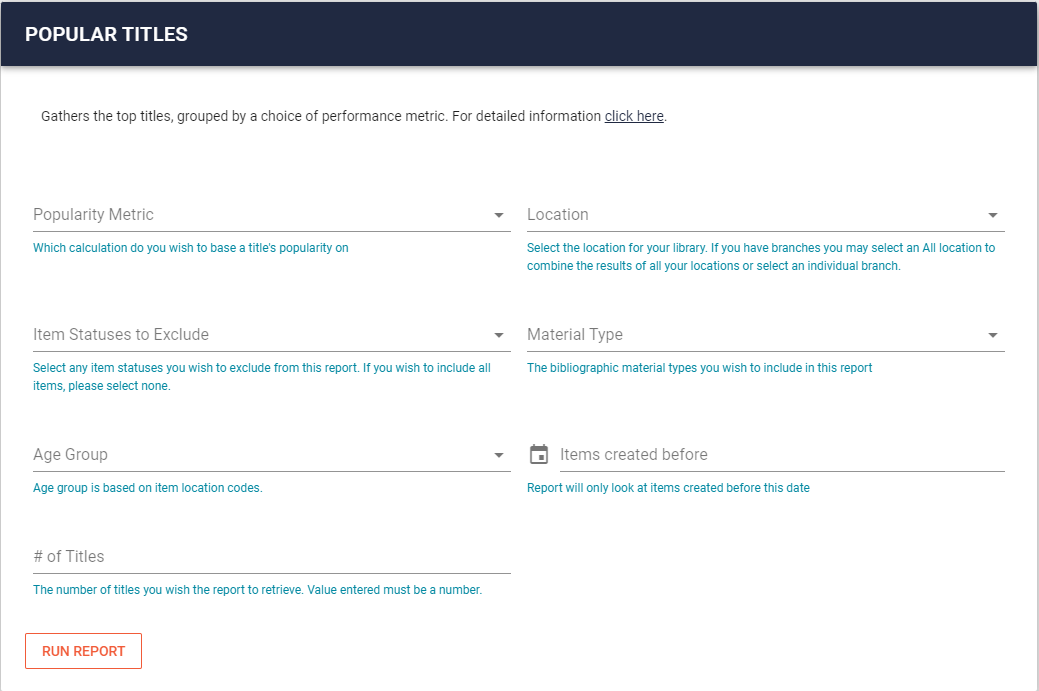 POPULAR TITLES
Gathers the top titles, grouped by a choice of performance metric. For detailed information click here.
Popularity Metric
Which calculation do you wish to base a title's popularity on
Location
Select the location for your library. If you have branches you may select an All location to
combine the results of all your locations or select an individual branch.
Item Statuses to Exclude
Select any item statuses you wish to exclude from this report. If you wish to include all
items, please select none.
Material Type
The bibliographic material types you wish to include in this report
Age Group
Age group is based on item location codes.
Items created before
Report will only look at items created before this date
# of Titles
The number of titles you wish the report to retrieve. Value entered must be a number.
RUN REPORT